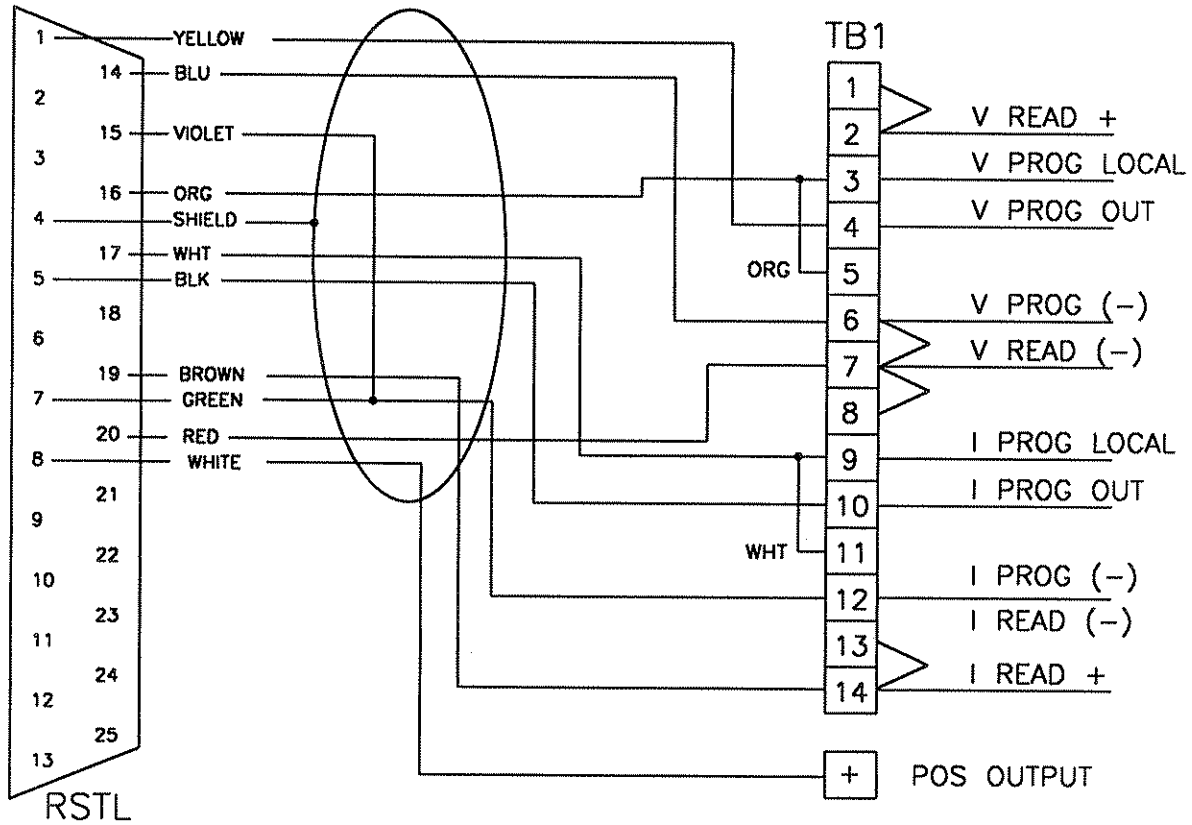 1 YELLOW
14 BLU
2
15 VIOLET
3
16 ORG
4 SHIELD
17 WHT
5 BLK
18
6
19 BROWN
7 GREEN
20 RED
8 WHITE
21
9
22
10
23
11
24
12
25
13
RSTL
TB1
1
2 V READ +
3 V PROG LOCAL
4 V PROG OUT
ORG 5
6 V PROG (-)
7 V READ (-)
8
9 I PROG LOCAL
10 I PROG OUT
WHT 11
12 I PROG (-)
I READ (-)
13
14 I READ +
+ POS OUTPUT